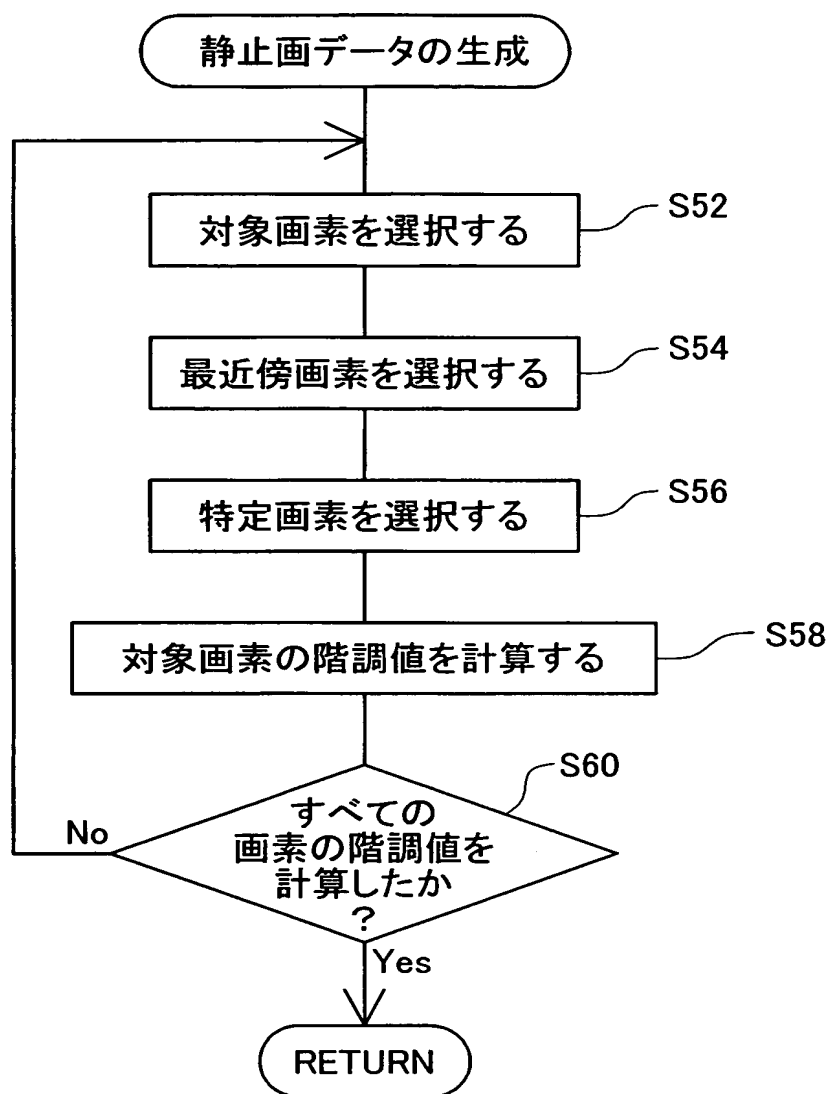 静止画データの生成
対象画素を選択する
S52
最近傍画素を選択する
S54
特定画素を選択する
S56
対象画素の階調値を計算する
S58
S60
すべての
画素の階調値を
計算したか
?
No
Yes
RETURN